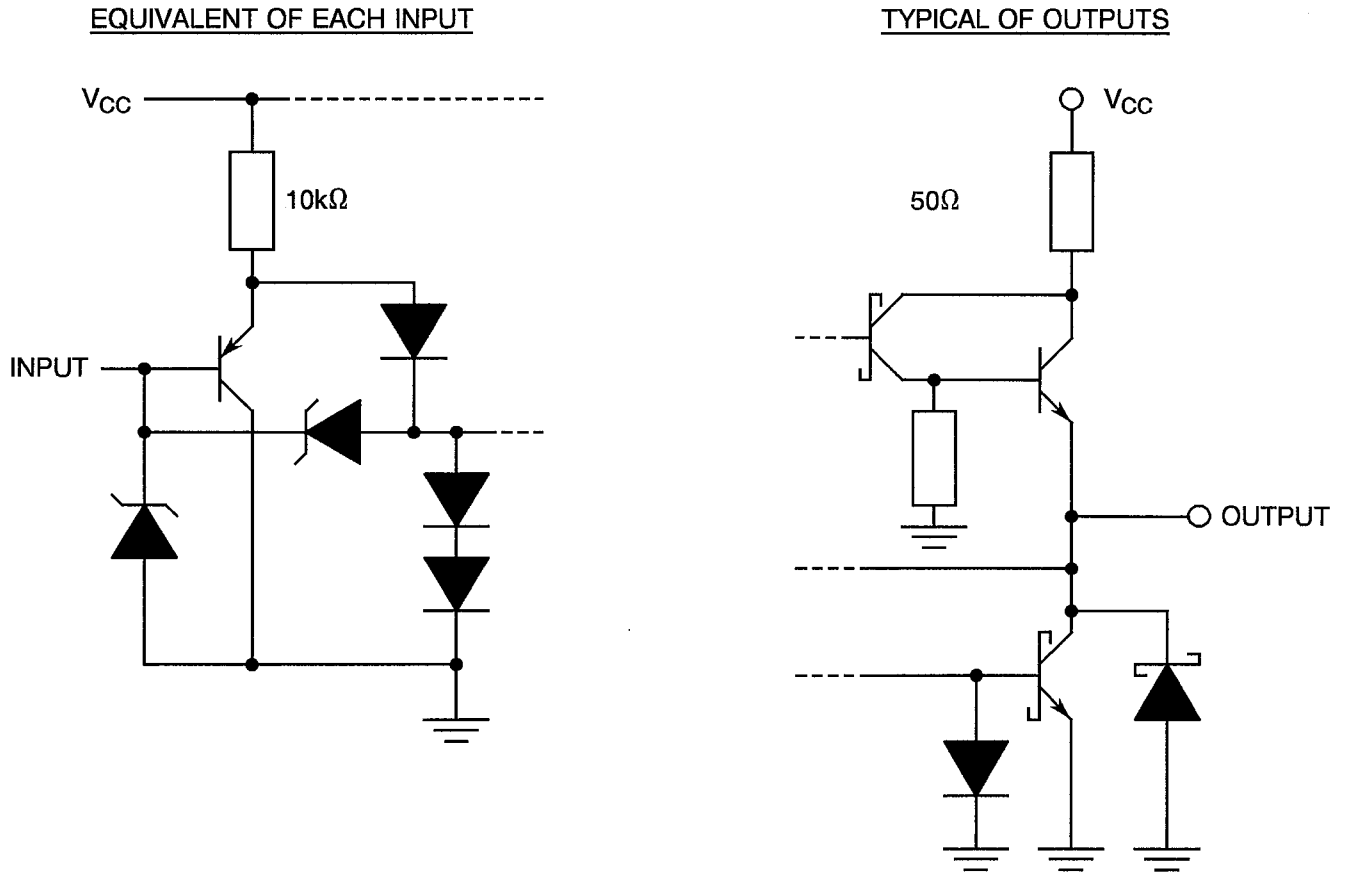 EQUIVALENT OF EACH INPUT
VCC
10kΩ
INPUT
TYPICAL OF OUTPUTS
VCC
50Ω
OUTPUT